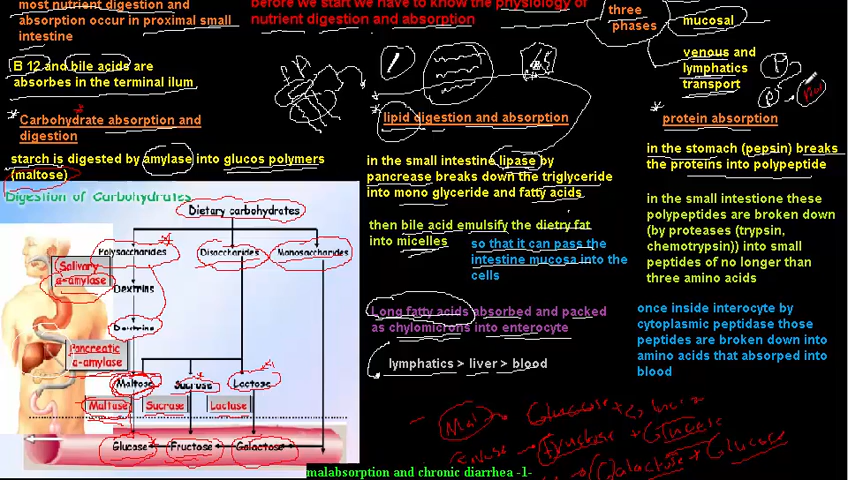 most nutrient digestion and
absorption occur in proximal small
intestine
B 12 and bile acids are
absorbes in the terminal ilum
before we start we have to know the physiology of
nutrient digestion and absorption
three
phases
mucosal
venous and
lymphatics
transport
Carbohydrate absorption and
digestion
starch is digested by amylase into glucos polymers
(maltose)
Digestion of Carbohydrates
Dietary carbohydrates
Polysaccharides
Disaccharides
Monosaccharides
Salivary
α-amylase
Dextrins
Dextrins
Pancreatic
α-amylase
Maltose
Sucrose
Lactose
Maltase
Sucrase
Lactase
Glucose
Fructose
Galactose
lipid digestion and absorption
in the small intestine lipase by
pancrease breaks down the triglyceride
into mono glyceride and fatty acids
then bile acid emulsify the dietry fat
into micelles
so that it can pass the
intestine mucosa into the
cells
Long fatty acids absorbed and packed
as chylomicrons into enterocyte
lymphatics > liver > blood
protein absorption
in the stomach (pepsin) breaks
the proteins into polypeptide
in the small intestione these
polypeptides are broken down
(by proteases (trypsin,
chemotrypsin)) into small
peptides of no longer than
three amino acids
once inside interocyte by
cytoplasmic peptidase those
peptides are broken down into
amino acids that absorped into
blood
Mal
Fructose + Glucose
Galactose + Glucose
malabsorption and chronic diarrhea -1-